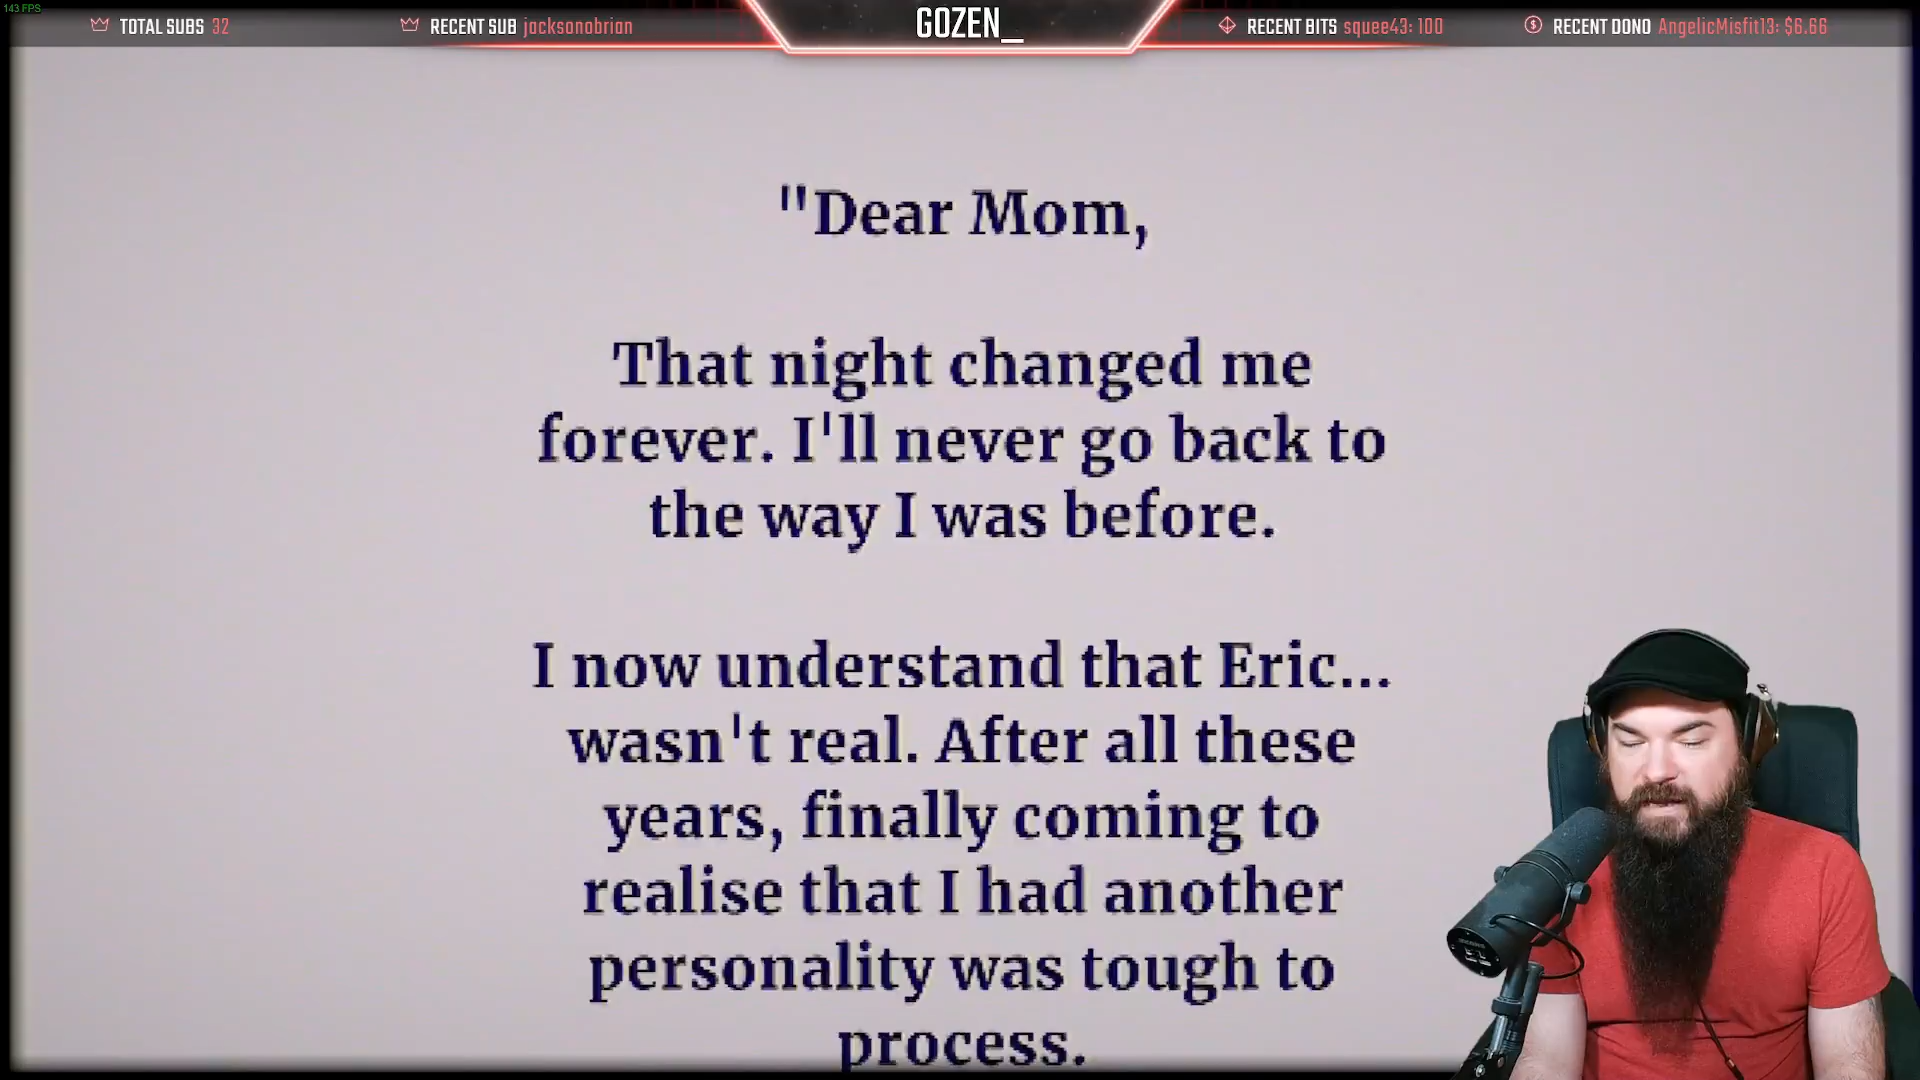 143 FPS
TOTAL SUBS 32
RECENT SUB jacksonobrian
GOZEN_
RECENT BITS squee43: 100
RECENT DONO AngelicMisfit13: $6.66
"Dear Mom,
That night changed me
forever. I'll never go back to
the way I was before.
I now understand that Eric...
wasn't real. After all these
years, finally coming to
realise that I had another
personality was tough to
process.